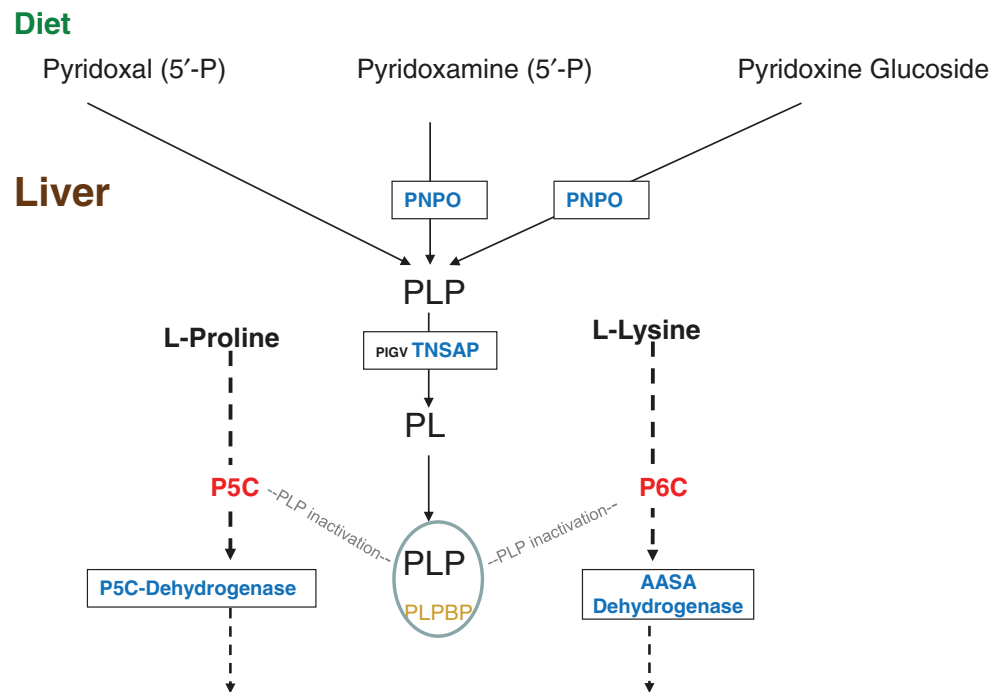 Diet
Pyridoxal (5′-P)
Pyridoxamine (5′-P)
Pyridoxine Glucoside
Liver
PNPO
PNPO
PLP
L-Proline
PIGV TNSAP
L-Lysine
PL
P5C
--PLP inactivation--
--PLP inactivation--
P6C
PLP
PLPBP
P5C-Dehydrogenase
AASA
Dehydrogenase